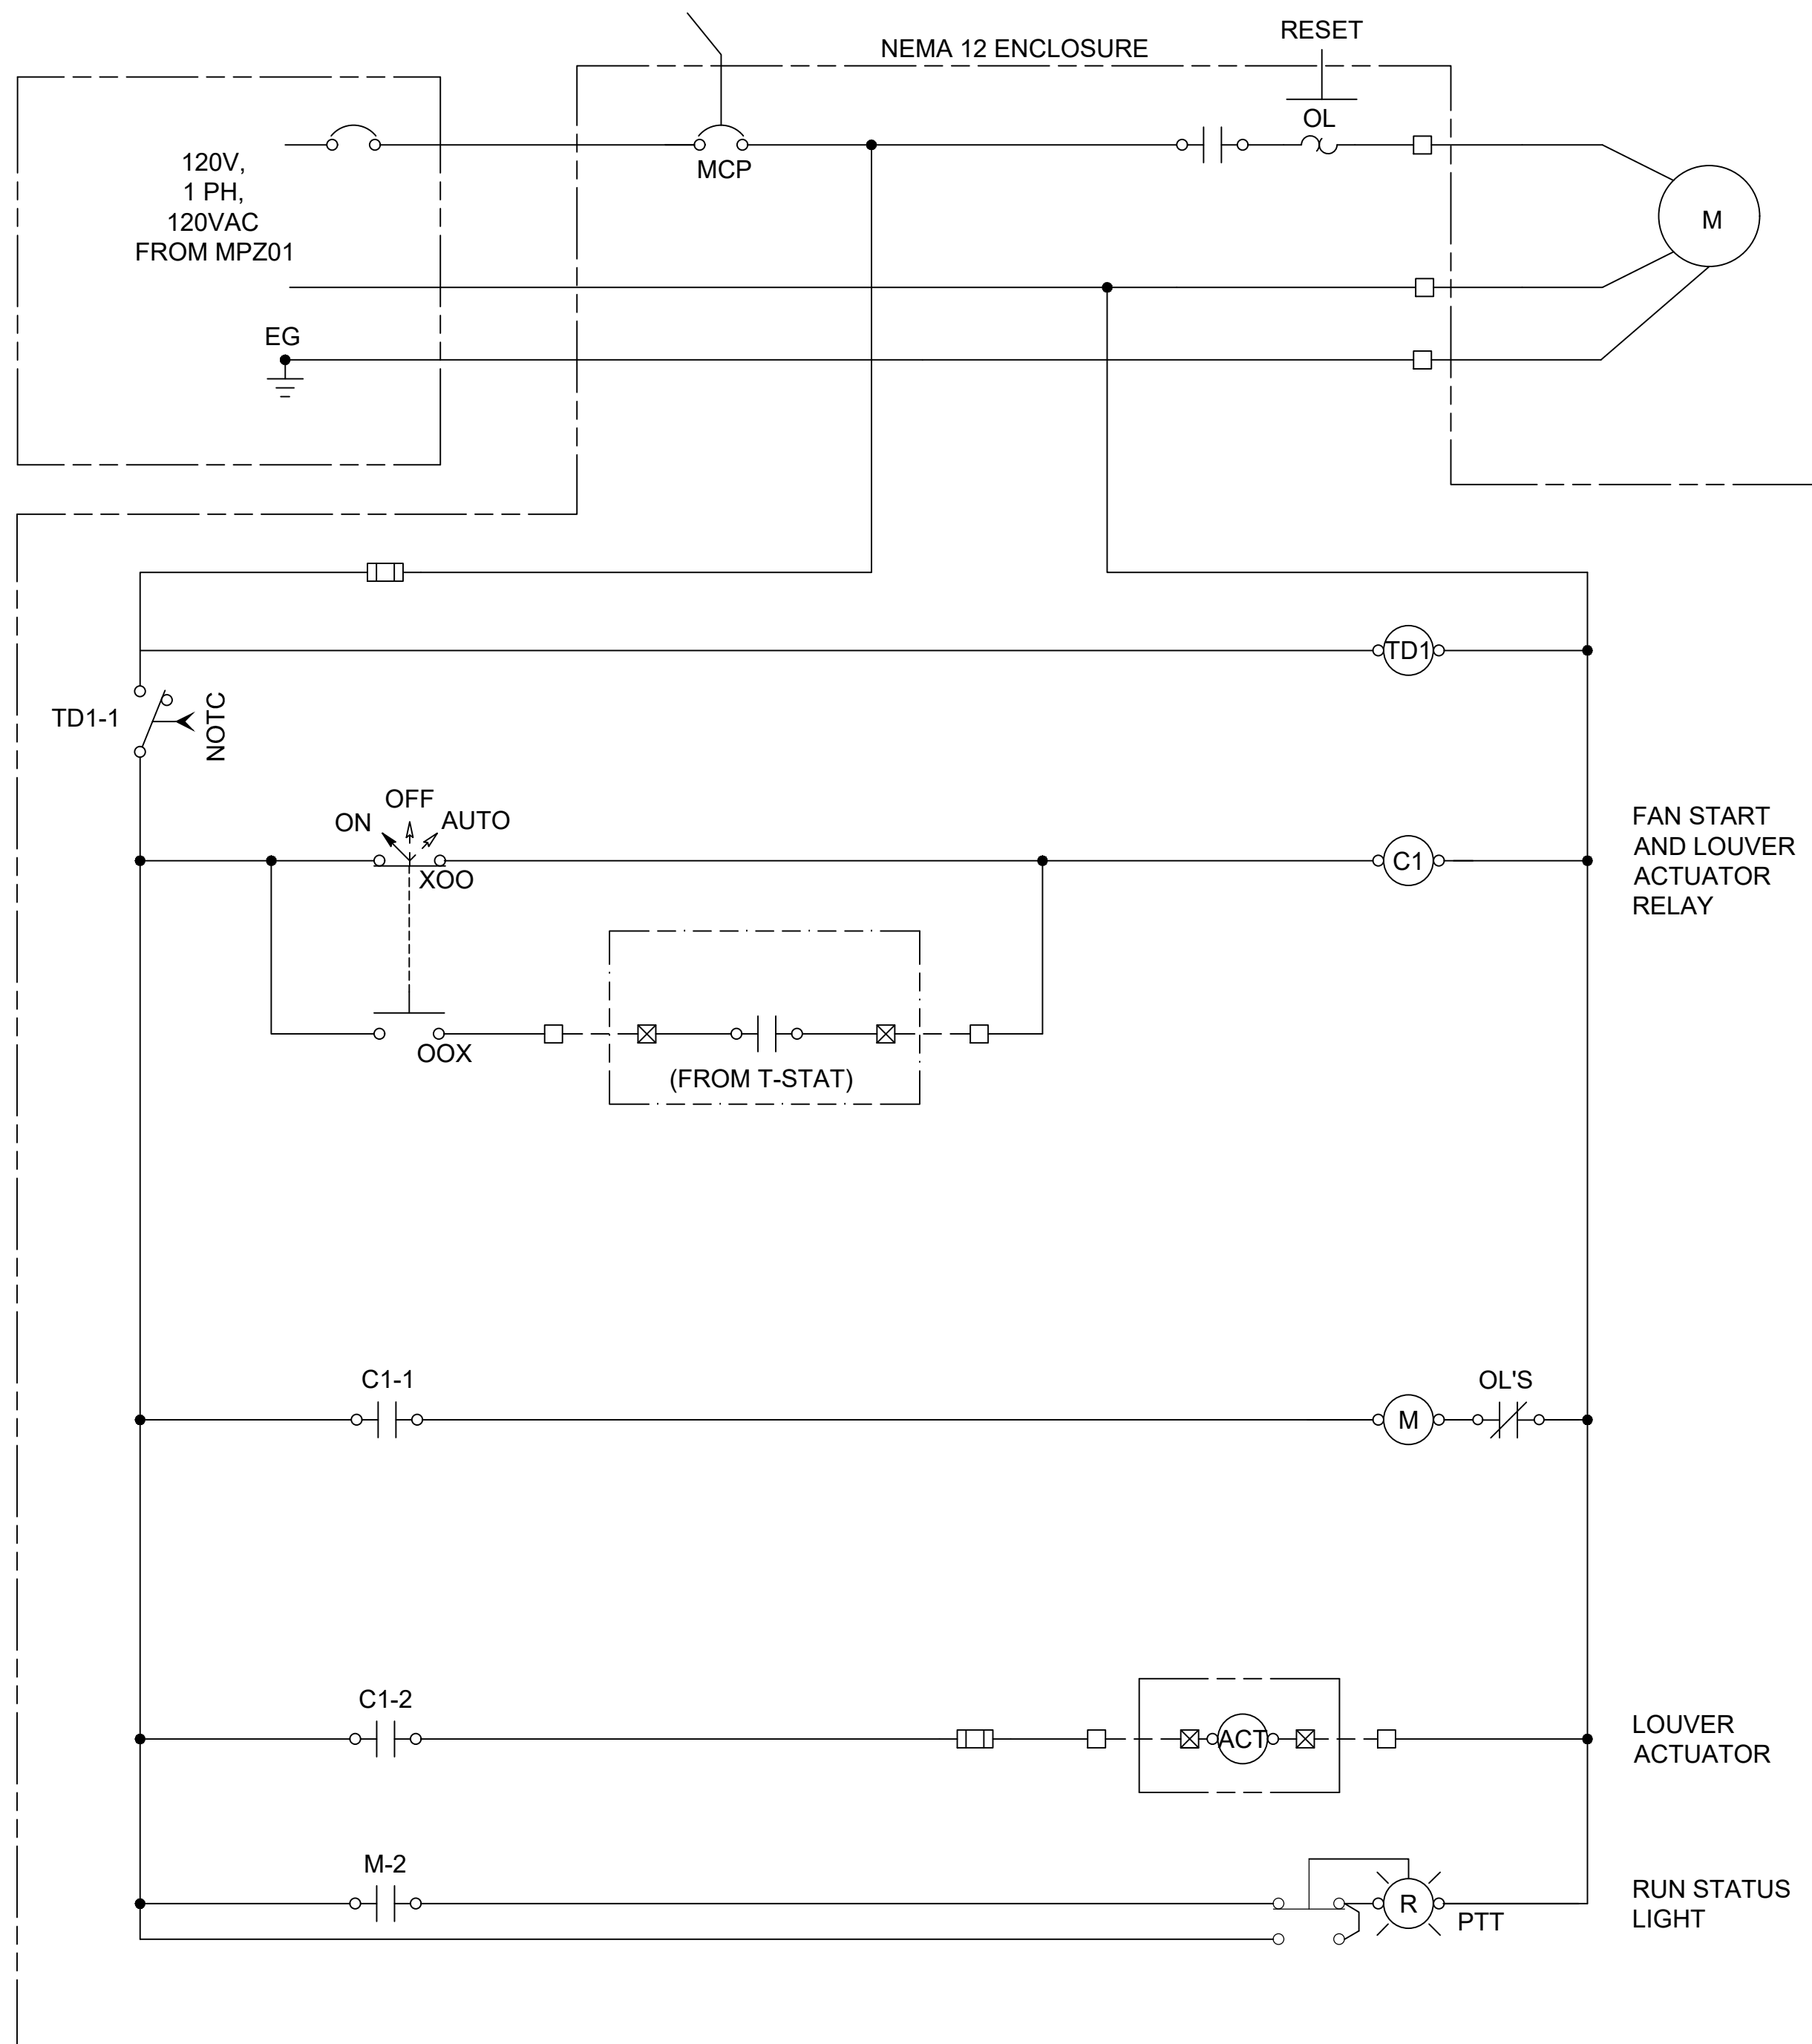 RESET
NEMA 12 ENCLOSURE
OL
120V,
1 PH,
120VAC
FROM MPZ01
MCP
M
EG
TD1
TD1-1
NOTC
OFF
ON
AUTO
XOO
C1
FAN START
AND LOUVER
ACTUATOR
RELAY
OOX
(FROM T-STAT)
C1-1
M
OL'S
C1-2
ACT
LOUVER
ACTUATOR
M-2
R
PTT
RUN STATUS
LIGHT